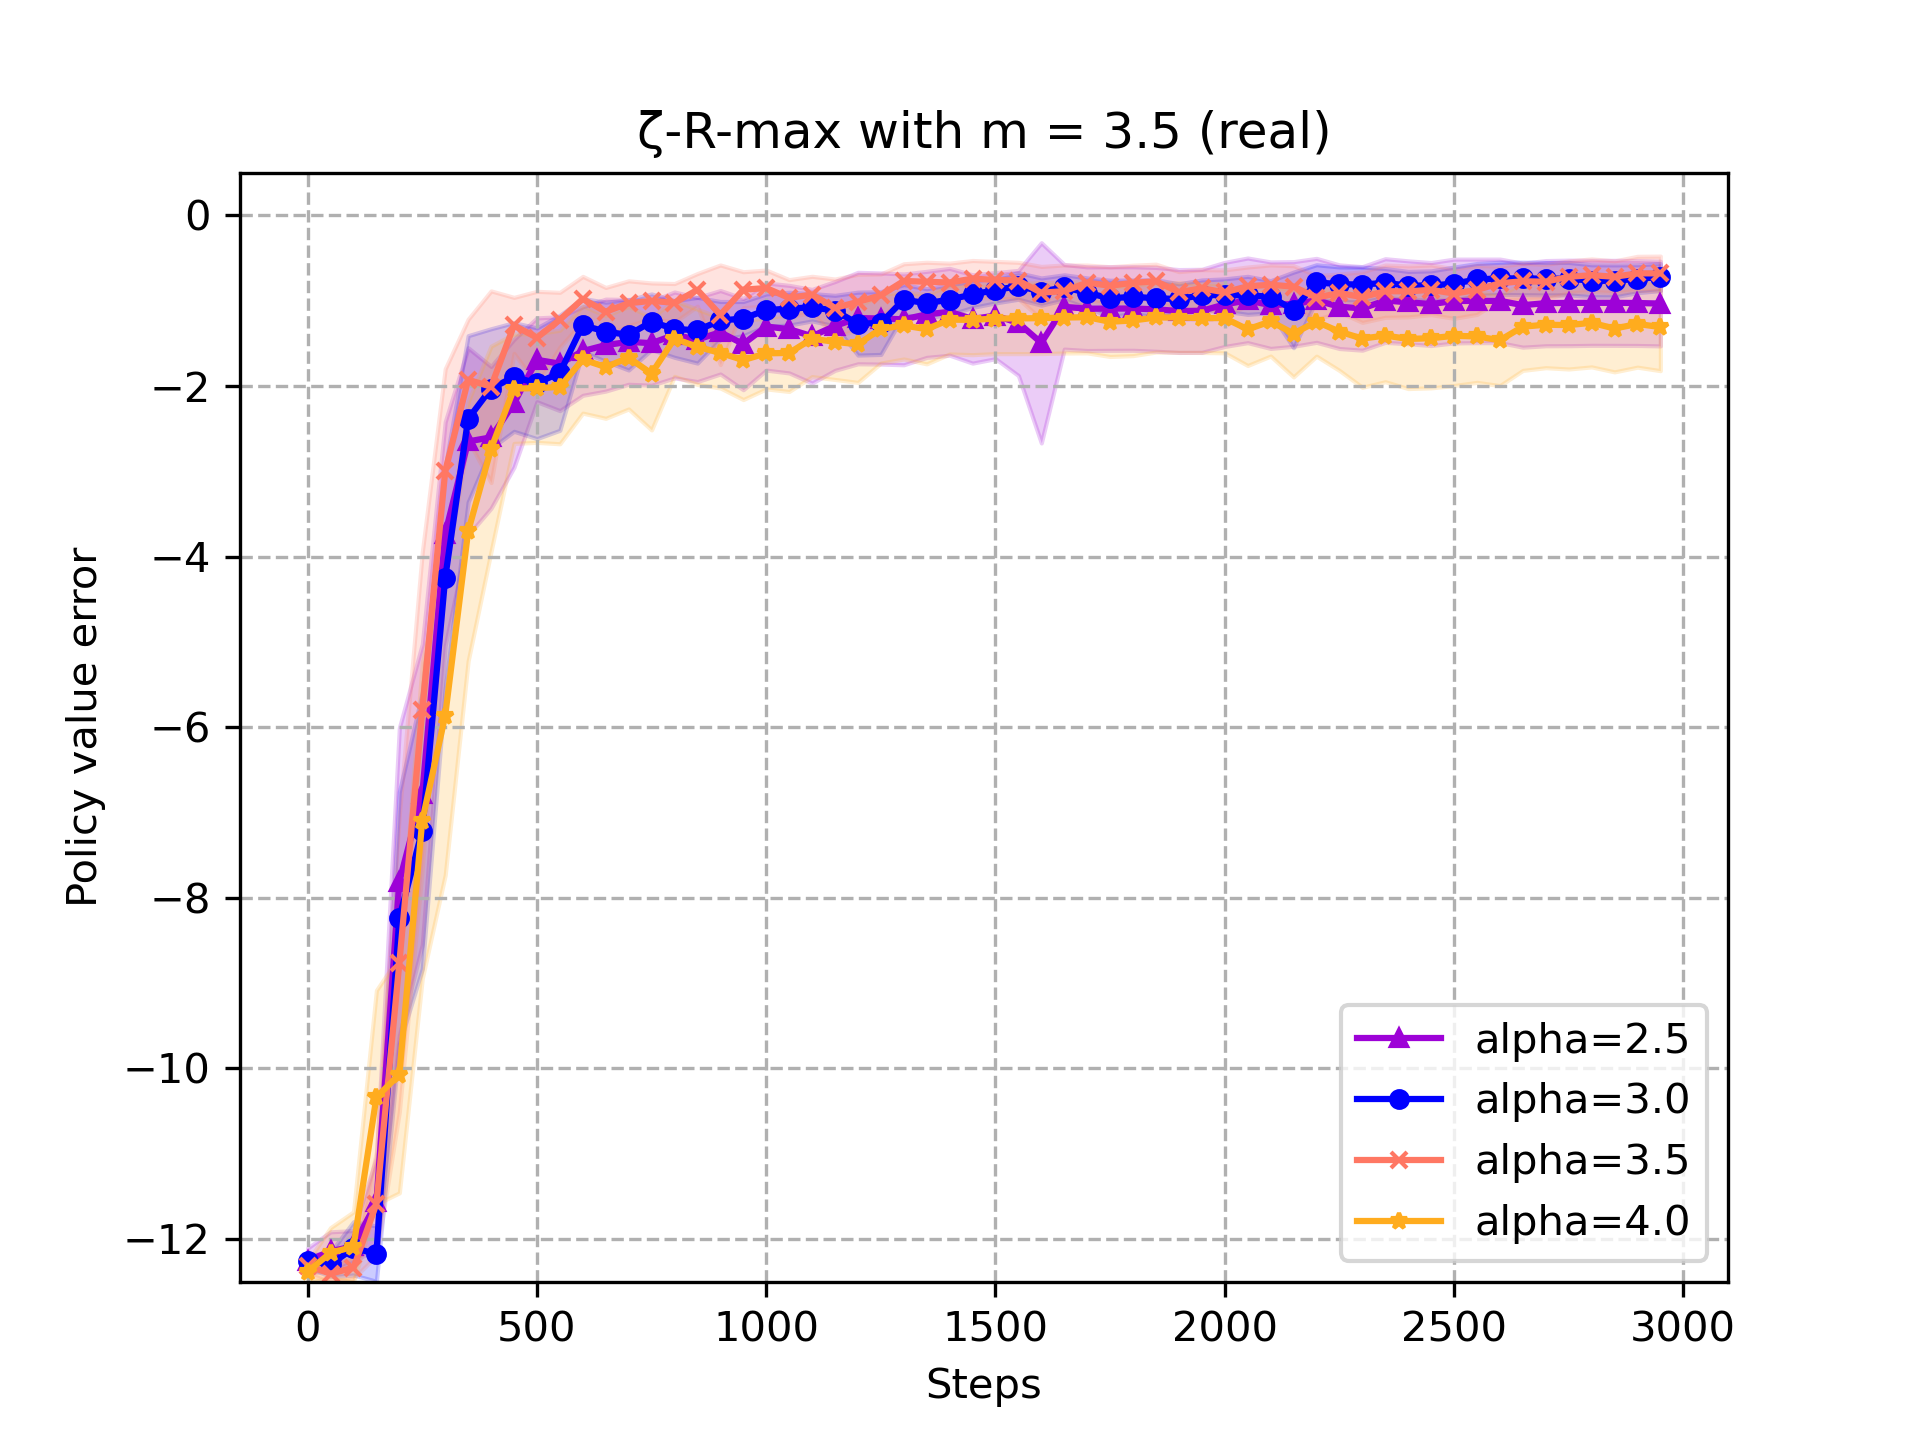 ζ-R-max with m = 3.5 (real)
Policy value error
0
−2
−4
−6
−8
−10
−12
0 500 1000 1500 2000 2500 3000
Steps
alpha=2.5
alpha=3.0
alpha=3.5
alpha=4.0